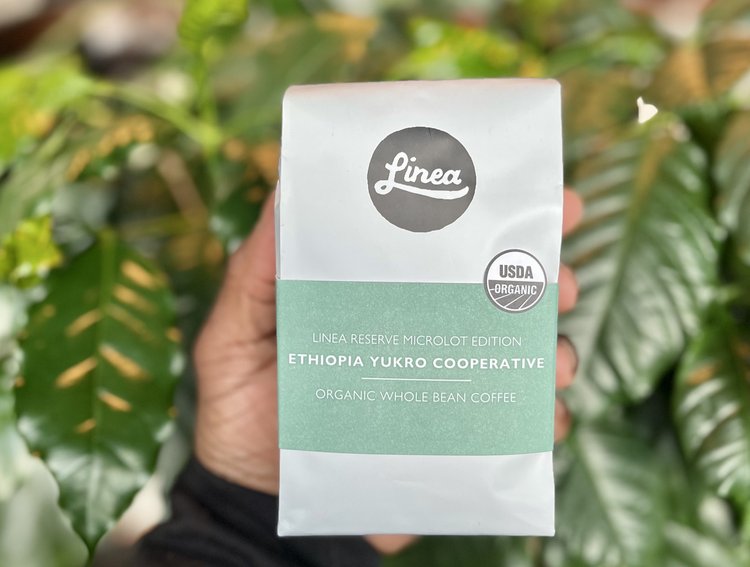 Linea
USDA
ORGANIC
LINEA RESERVE MICROLOT EDITION
ETHIOPIA YUKRO COOPERATIVE
ORGANIC WHOLE BEAN COFFEE